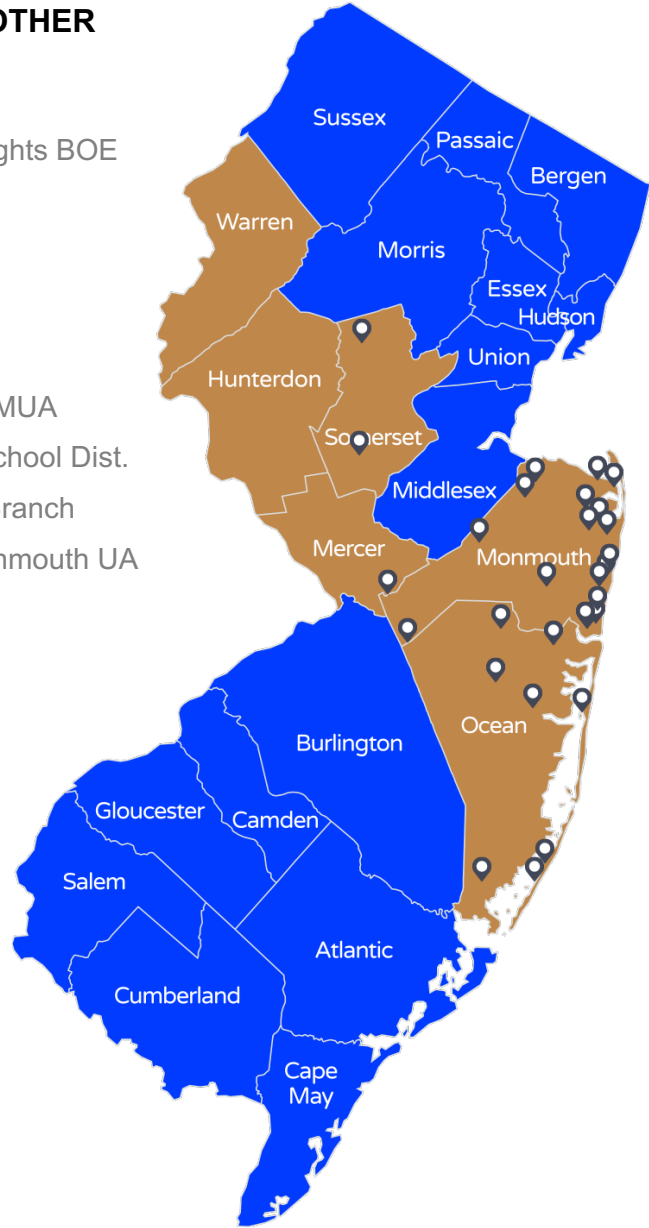 OTHER
ghts BOE
MUA
chool Dist.
ranch
nmouth UA
Sussex
Passaic
Bergen
Warren
Morris
Essex
Hudson
Union
Hunterdon
Somerset
Middlesex
Mercer
Monmouth
Ocean
Burlington
Gloucester
Camden
Salem
Atlantic
Cumberland
Cape
May